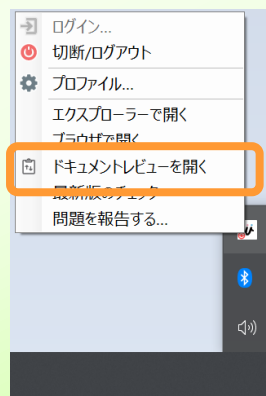 ログイン...
切断/ログアウト
プロファイル...
エクスプローラーで開く
ブラウザで開く
ドキュメントレビューを開く
最新版のチェック
問題を報告する...